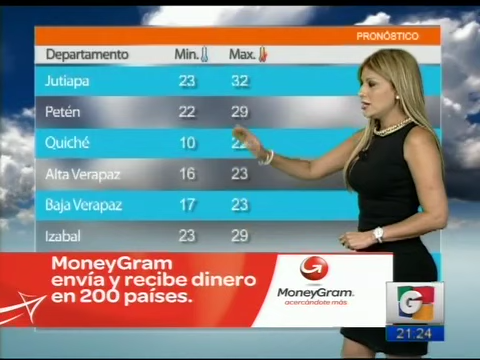 PRONÓSTICO
Departamento Min. Max.
Jutiapa 23 32
Petén 22 29
Quiché 10 22
Alta Verapaz 16 23
Baja Verapaz 17 23
Izabal 23 29
MoneyGram
envía y recibe dinero
en 200 países.
MoneyGram
acercándote más
G
21:24